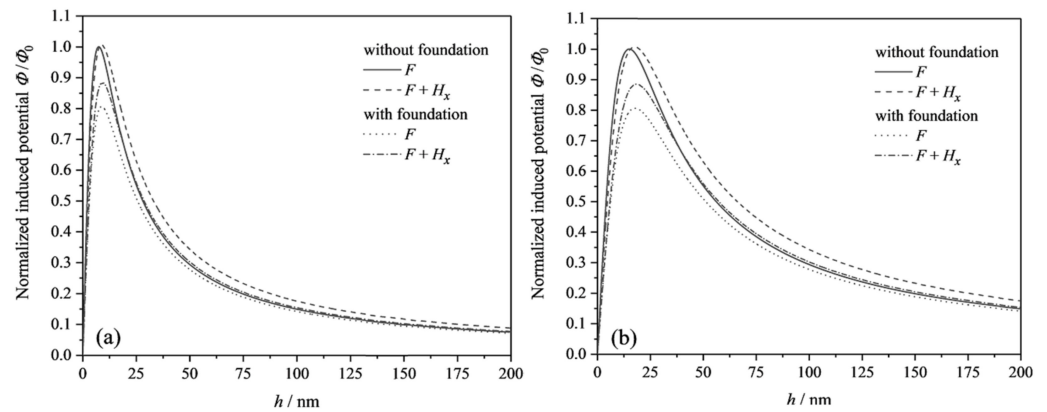 Normalized induced potential Φ/Φ0
1.1
1.0
0.9
0.8
0.7
0.6
0.5
0.4
0.3
0.2
0.1
0.0
without foundation
F
F + Hx
with foundation
F
F + Hx
(a)
0 25 50 75 100 125 150 175 200
h / nm
Normalized induced potential Φ/Φ0
1.1
1.0
0.9
0.8
0.7
0.6
0.5
0.4
0.3
0.2
0.1
0.0
without foundation
F
F + Hx
with foundation
F
F + Hx
(b)
0 25 50 75 100 125 150 175 200
h / nm